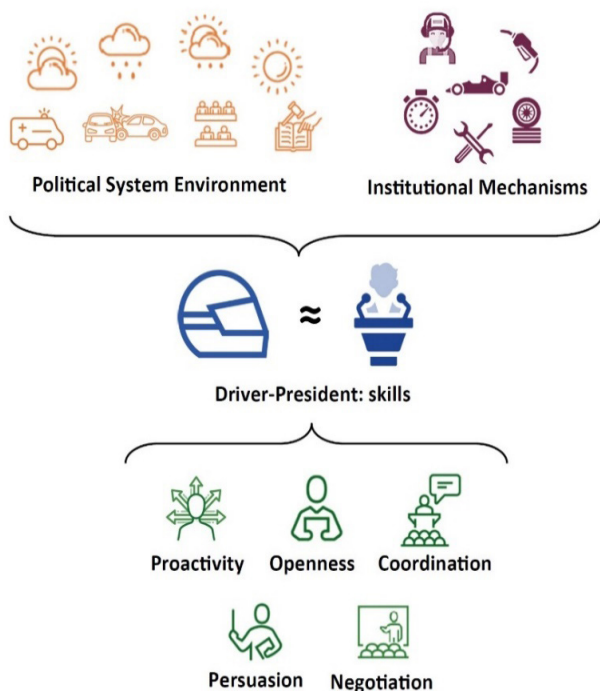 Political System Environment
Institutional Mechanisms
≈
Driver-President: skills
Proactivity
Openness
Coordination
Persuasion
Negotiation